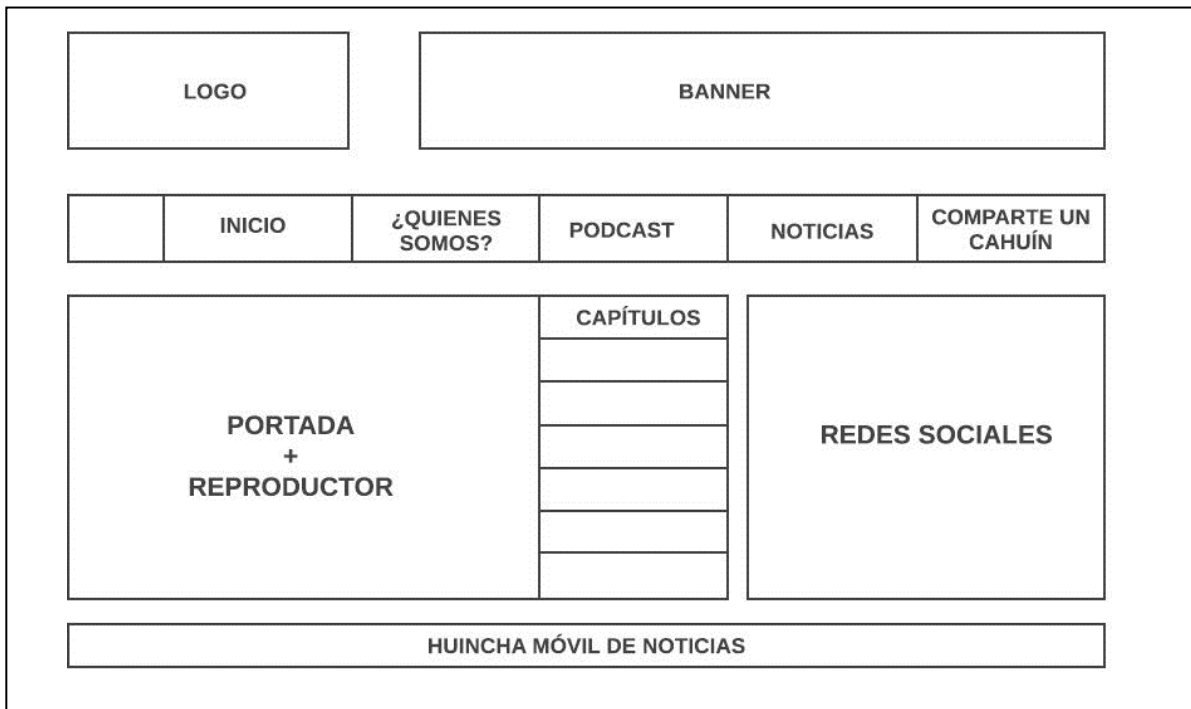 LOGO
BANNER
INICIO
¿QUIENES
SOMOS?
PODCAST
NOTICIAS
COMPARTE UN
CAHUÍN
CAPÍTULOS
PORTADA
+
REPRODUCTOR
REDES SOCIALES
HUINCHA MÓVIL DE NOTICIAS